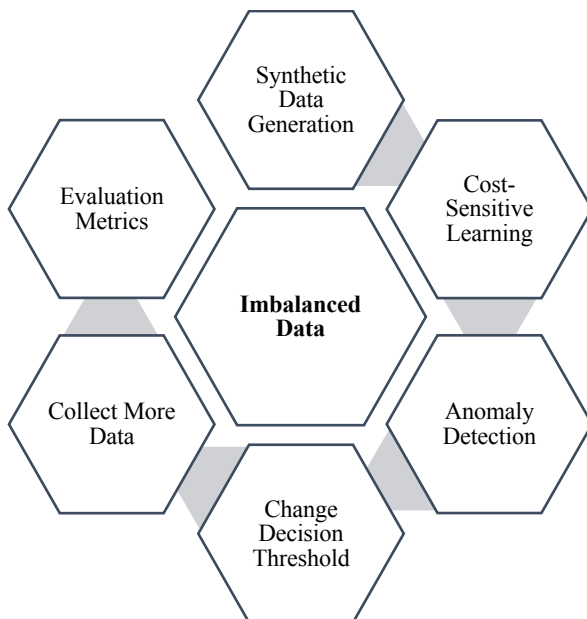 Synthetic
Data
Generation
Cost-
Sensitive
Learning
Anomaly
Detection
Change
Decision
Threshold
Collect More
Data
Evaluation
Metrics
Imbalanced
Data